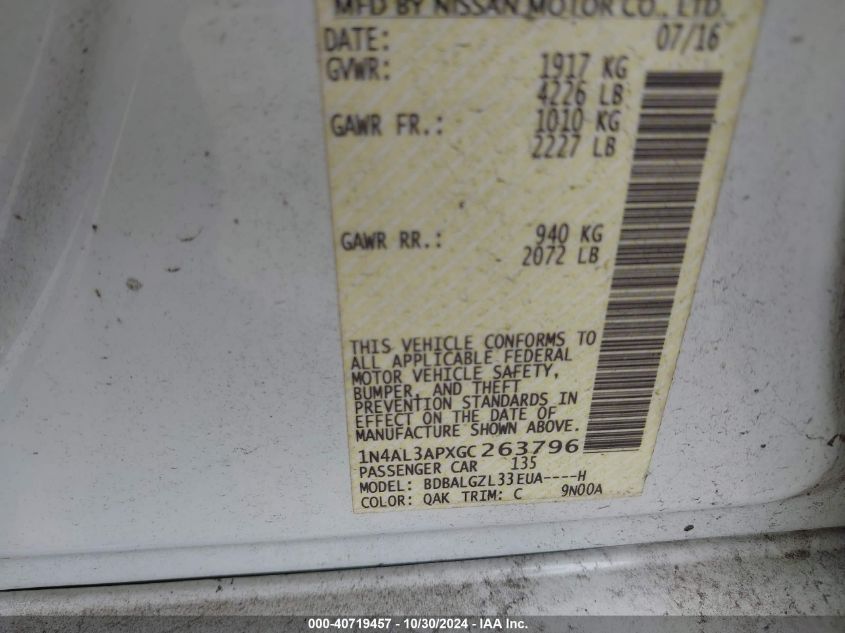 MFD BY NISSAN MOTOR CO., LTD.
DATE: 07/16
GVWR: 1917 KG
4226 LB
GAWR FR.: 1010 KG
2227 LB
GAWR RR.: 940 KG
2072 LB
THIS VEHICLE CONFORMS TO
ALL APPLICABLE FEDERAL
MOTOR VEHICLE SAFETY,
BUMPER, AND THEFT
PREVENTION STANDARDS IN
EFFECT ON THE DATE OF
MANUFACTURE SHOWN ABOVE.
1N4AL3APXGC263796
PASSENGER CAR 135
MODEL: BDBALGZL33EUA----H
COLOR: QAK TRIM: C 9N00A
000-40719457 - 10/30/2024 - IAA Inc.